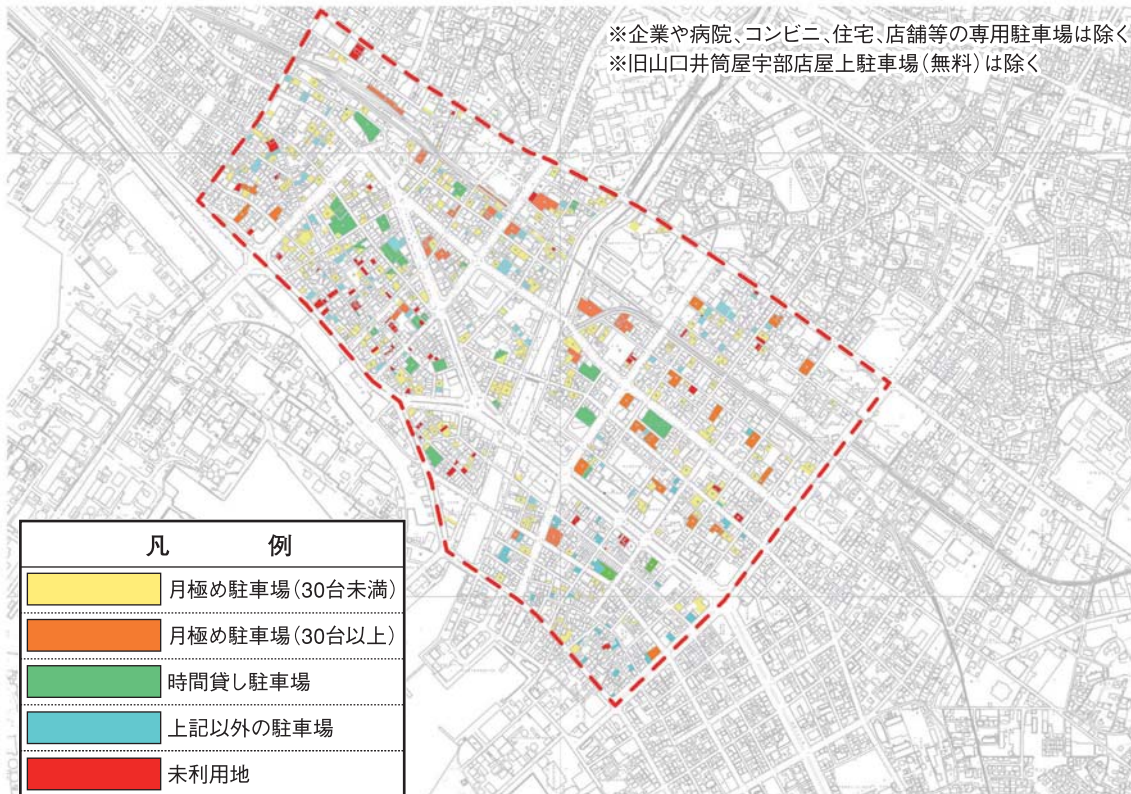 ※企業や病院、コンビニ、住宅、店舗等の専用駐車場は除く
※旧山口井筒屋宇部店屋上駐車場(無料)は除く
凡 例
月極め駐車場(30台未満)
月極め駐車場(30台以上)
時間貸し駐車場
上記以外の駐車場
未利用地